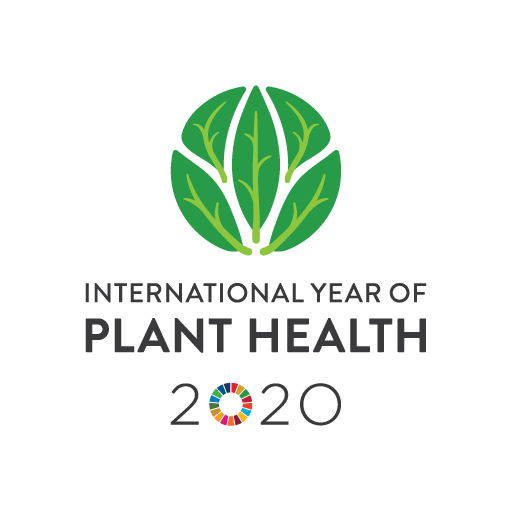 INTERNATIONAL YEAR OF
PLANT HEALTH
2020